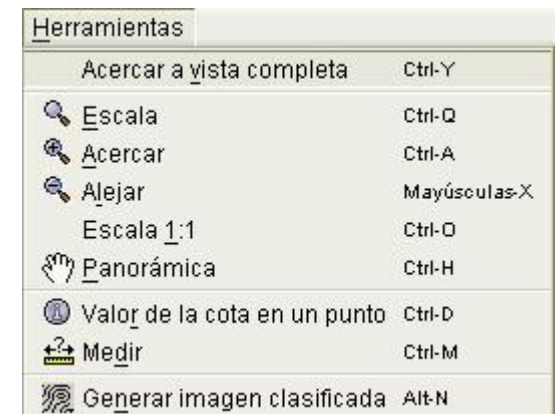 Herramientas
Acercar a vista completa Ctrl-Y
Escala Ctrl-Q
Acercar Ctrl-A
Alejar Mayúsculas-X
Escala 1:1 Ctrl-O
Panorámica Ctrl-H
Valor de la cota en un punto Ctrl-D
Medir Ctrl-M
Generar imagen clasificada Alt-N